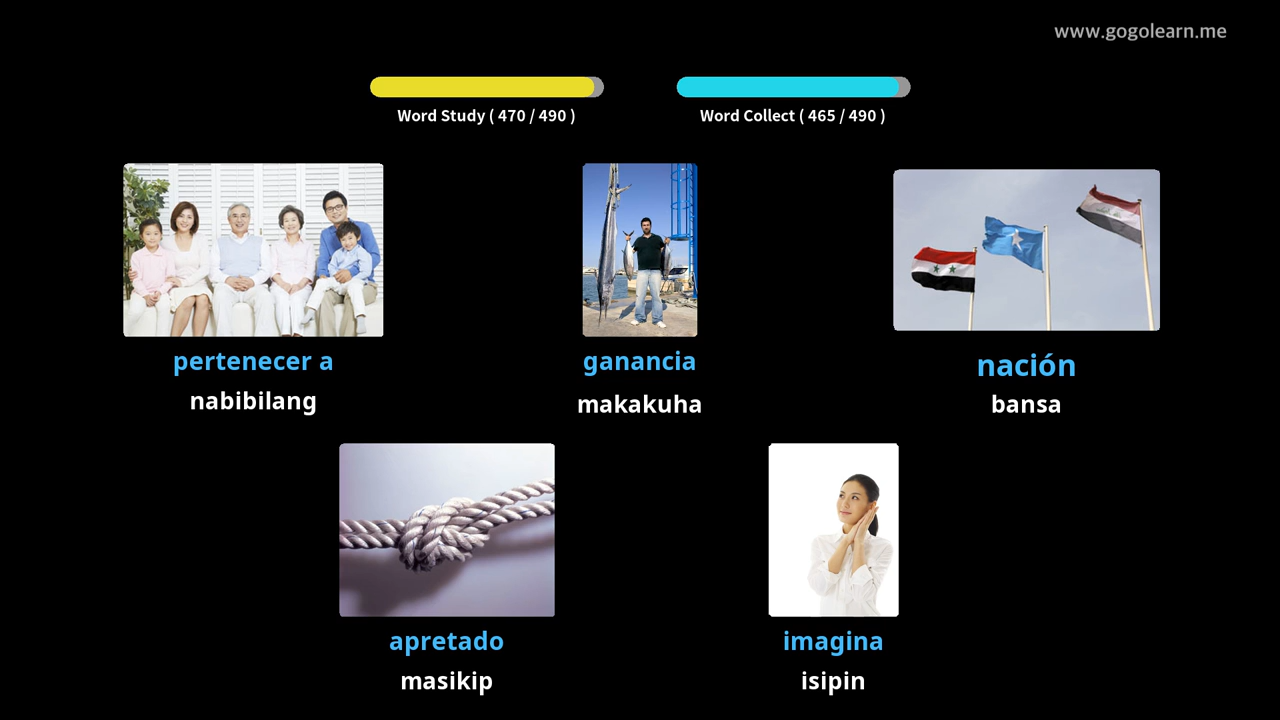 www.gogolearn.me
Word Study ( 470 / 490 )
Word Collect ( 465 / 490 )
pertenecer a
nabibilang
ganancia
makakuha
nación
bansa
apretado
masikip
imagina
isipin